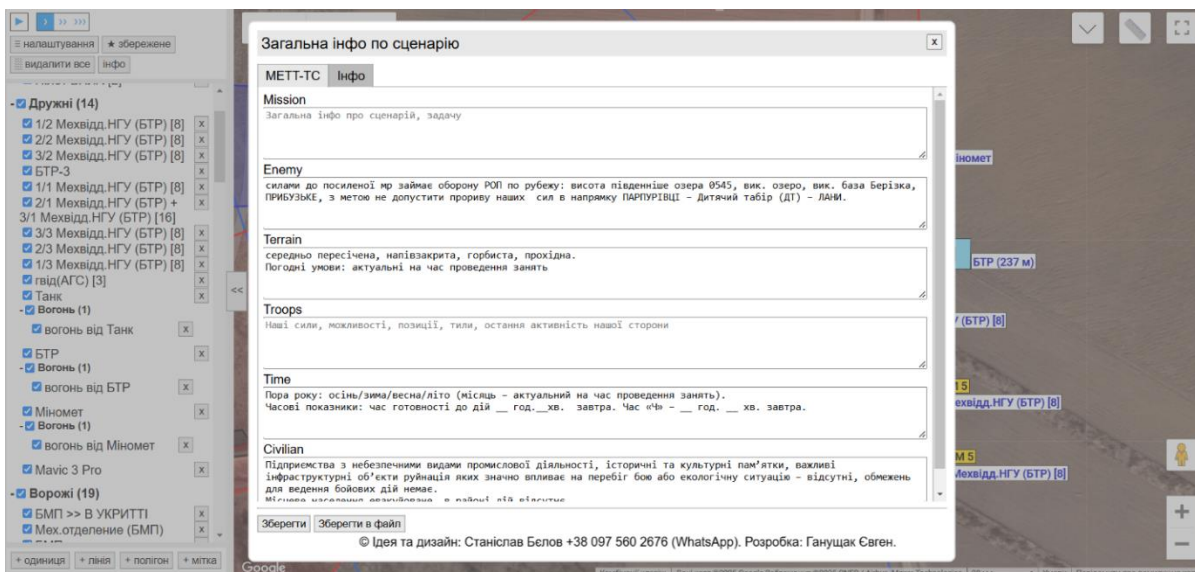 › ›› ›››
≡ налаштування ★ збережене
видалити все інфо
- Дружні (14)
1/2 Мехвідд.НГУ (БТР) [8] x
2/2 Мехвідд.НГУ (БТР) [8] x
3/2 Мехвідд.НГУ (БТР) [8] x
БТР-3 x
1/1 Мехвідд.НГУ (БТР) [8] x
2/1 Мехвідд.НГУ (БТР) + x
3/1 Мехвідд.НГУ (БТР) [16]
3/3 Мехвідд.НГУ (БТР) [8] x
2/3 Мехвідд.НГУ (БТР) [8] x
1/3 Мехвідд.НГУ (БТР) [8] x
гвід(АГС) [3] x
Танк x
- Вогонь (1)
вогонь від Танк x
БТР x
- Вогонь (1)
вогонь від БТР x
Міномет x
- Вогонь (1)
вогонь від Міномет x
Mavic 3 Pro x
- Ворожі (19)
БМП >> В УКРИТТІ x
Мех.отделение (БМП) x
+ одиниця + лінія + полігон + мітка
<<
Загальна інфо по сценарію x
METT-TC Інфо
Mission
Загальна інфо про сценарій, задачу
Enemy
силами до посиленої мр займає оборону РОП по рубежу: висота південніше озера 0545, вик. озеро, вик. база Берізка,
ПРИБУЗЬКЕ, з метою не допустити прориву наших сил в напрямку ПАРПУРІВЦІ – Дитячий табір (ДТ) – ЛАНИ.
Terrain
середньо пересічена, напівзакрита, горбиста, прохідна.
Погодні умови: актуальні на час проведення занять
Troops
Наші сили, можливості, позиції, тили, остання активність нашої сторони
Time
Пора року: осінь/зима/весна/літо (місяць – актуальний на час проведення занять).
Часові показники: час готовності до дій __ год.__хв. завтра. Час «Ч» – __ год. __ хв. завтра.
Civilian
Підприємства з небезпечними видами промислової діяльності, історичні та культурні пам’ятки, важливі
інфраструктурні об’єкти руйнація яких значно впливає на перебіг бою або екологічну ситуацію – відсутні, обмежень
для ведення бойових дій немає.
Місцеве населення евакуйоване, в районі дій відсутнє
Зберегти Зберегти в файл
© Ідея та дизайн: Станіслав Бєлов +38 097 560 2676 (WhatsApp). Розробка: Ганущак Євген.
іномет
БТР (237 м)
(БТР) [8]
5
ехвідд.НГУ (БТР) [8]
М 5
Мехвідд.НГУ (БТР) [8]
+
−
Google